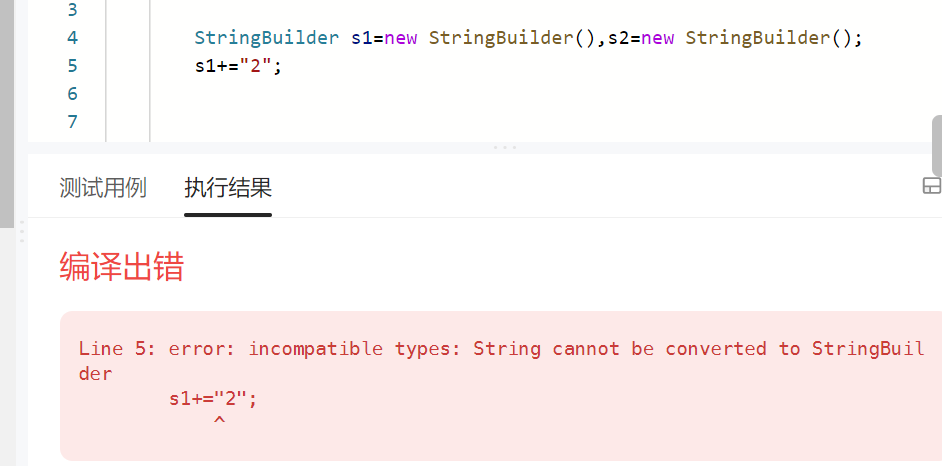 3
4 StringBuilder s1=new StringBuilder(),s2=new StringBuilder();
5 s1+="2";
6
7
测试用例 执行结果
编译出错
Line 5: error: incompatible types: String cannot be converted to StringBuil
der
s1+="2";
^